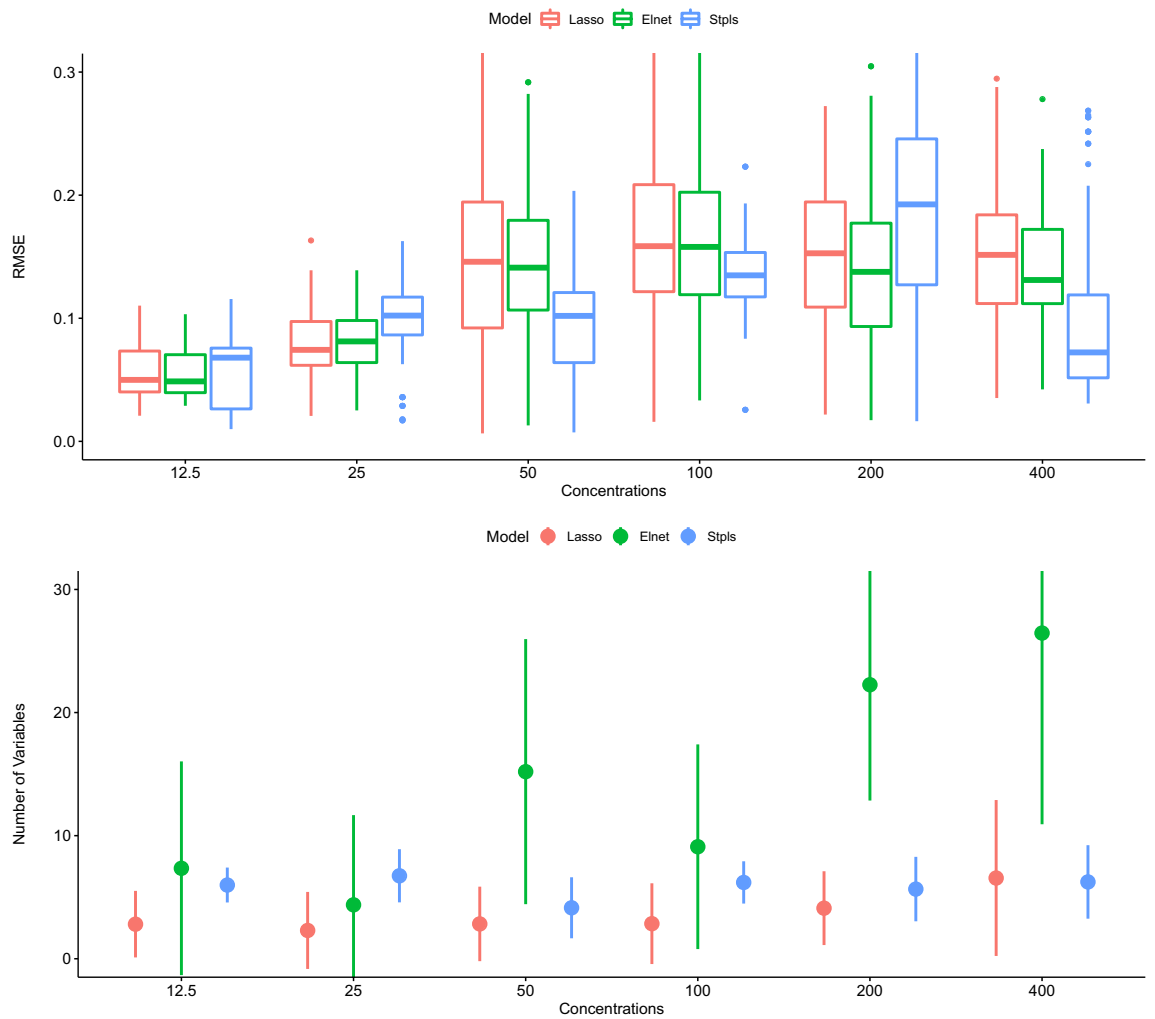 Model Lasso Elnet Stpls
0.3
0.2
0.1
0.0
RMSE
12.5 25 50 100 200 400
Concentrations
Model Lasso Elnet Stpls
30
20
10
0
Number of Variables
12.5 25 50 100 200 400
Concentrations